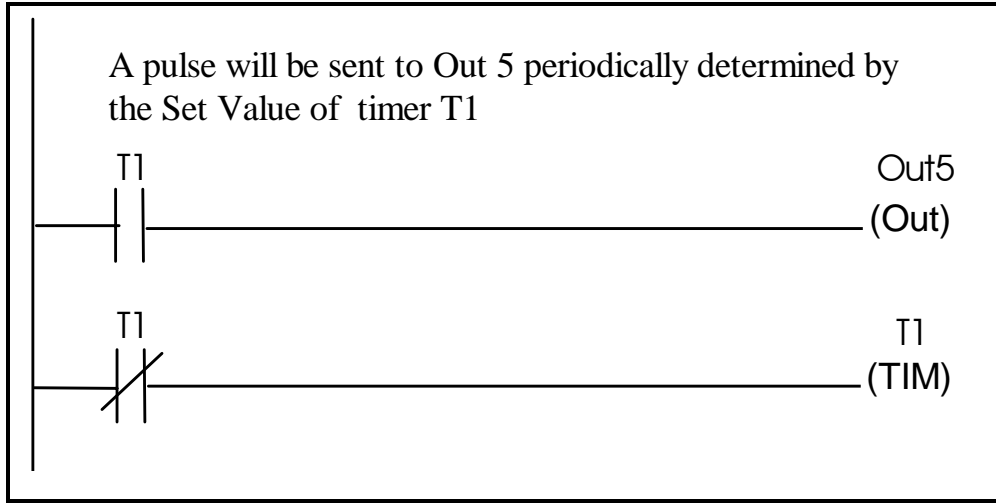 A pulse will be sent to Out 5 periodically determined by
the Set Value of timer T1
T1
Out5
(Out)
T1
T1
(TIM)